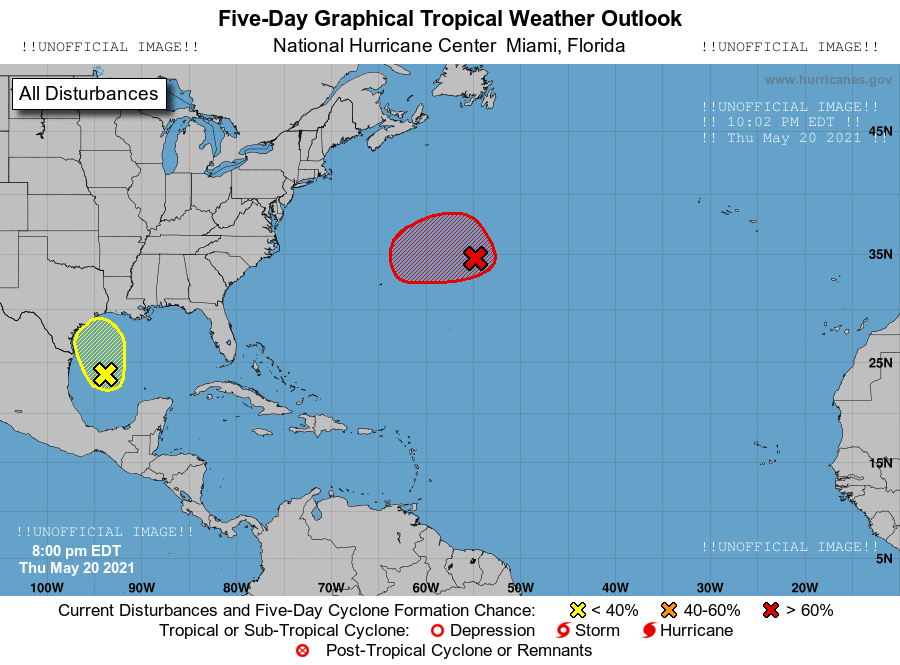 Five-Day Graphical Tropical Weather Outlook
!!UNOFFICIAL IMAGE!! National Hurricane Center  Miami, Florida !!UNOFFICIAL IMAGE!!
All Disturbances
www.hurricanes.gov
!!UNOFFICIAL IMAGE!!
!! 10:02 PM EDT !!
!! Thu May 20 2021 !!
45N
35N
25N
15N
!!UNOFFICIAL IMAGE!!
8:00 pm EDT
Thu May 20 2021
!!UNOFFICIAL IMAGE!!
5N
100W 90W 80W 70W 60W 50W 40W 30W 20W
Current Disturbances and Five-Day Cyclone Formation Chance: < 40% 40-60% > 60%
Tropical or Sub-Tropical Cyclone: Depression Storm Hurricane
Post-Tropical Cyclone or Remnants